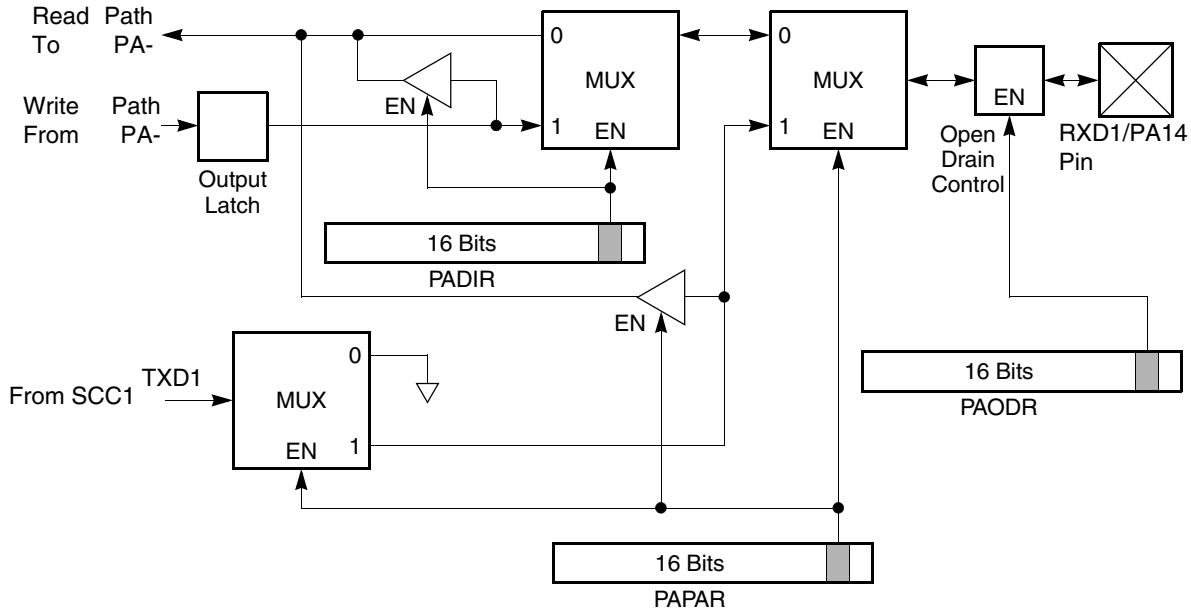 Read Path
To PA-
Write Path
From PA-
Output
Latch
EN
0
1
MUX
EN
0
1
MUX
EN
EN
Open
Drain
Control
RXD1/PA14
Pin
16 Bits
PADIR
EN
16 Bits
PAODR
From SCC1
TXD1
0
MUX
EN
1
16 Bits
PAPAR